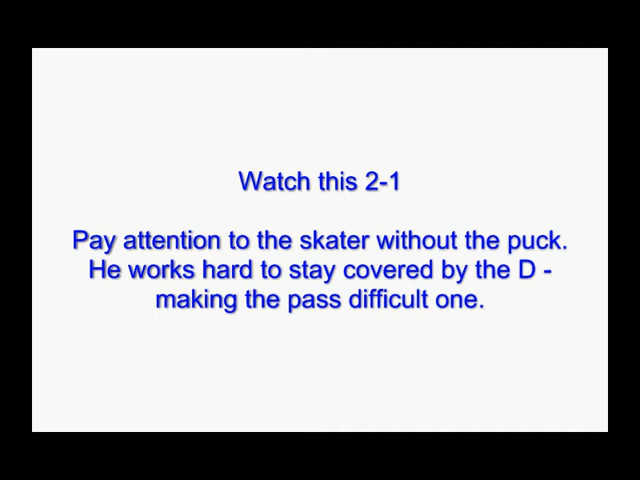 Watch this 2-1
Pay attention to the skater without the puck.
He works hard to stay covered by the D -
making the pass difficult one.